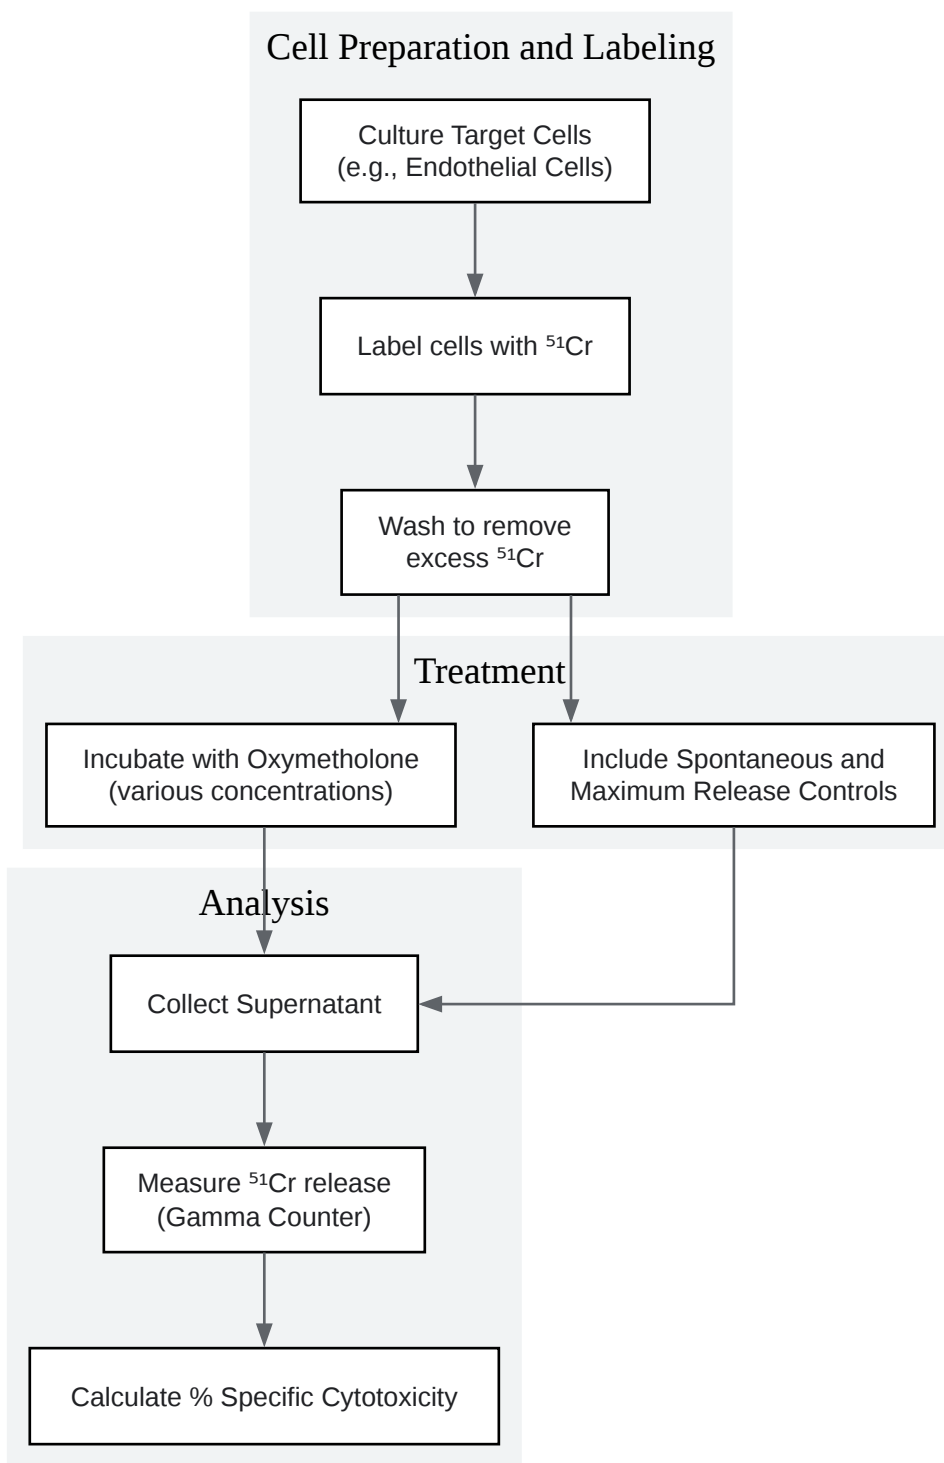 Cell Preparation and Labeling
Culture Target Cells
(e.g., Endothelial Cells)
Label cells with ⁵¹Cr
Wash to remove
excess ⁵¹Cr
Treatment
Incubate with Oxymetholone
(various concentrations)
Include Spontaneous and
Maximum Release Controls
Analysis
Collect Supernatant
Measure ⁵¹Cr release
(Gamma Counter)
Calculate % Specific Cytotoxicity